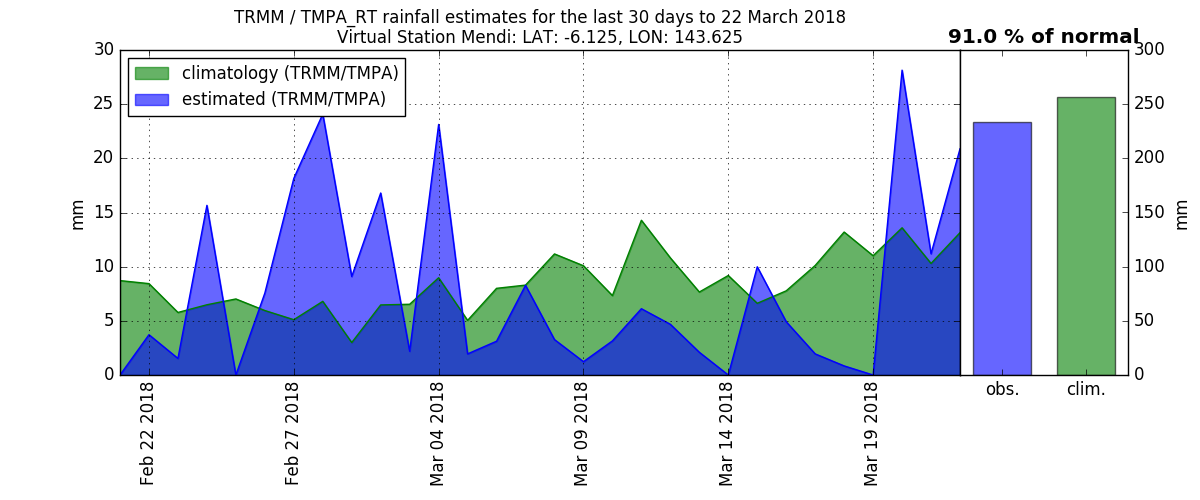 TRMM / TMPA_RT rainfall estimates for the last 30 days to 22 March 2018
Virtual Station Mendi: LAT: -6.125, LON: 143.625
91.0 % of normal
climatology (TRMM/TMPA)
estimated (TRMM/TMPA)
mm
30
25
20
15
10
5
0
Feb 22 2018
Feb 27 2018
Mar 04 2018
Mar 09 2018
Mar 14 2018
Mar 19 2018
obs.
clim.
300
250
200
150
100
50
0
mm